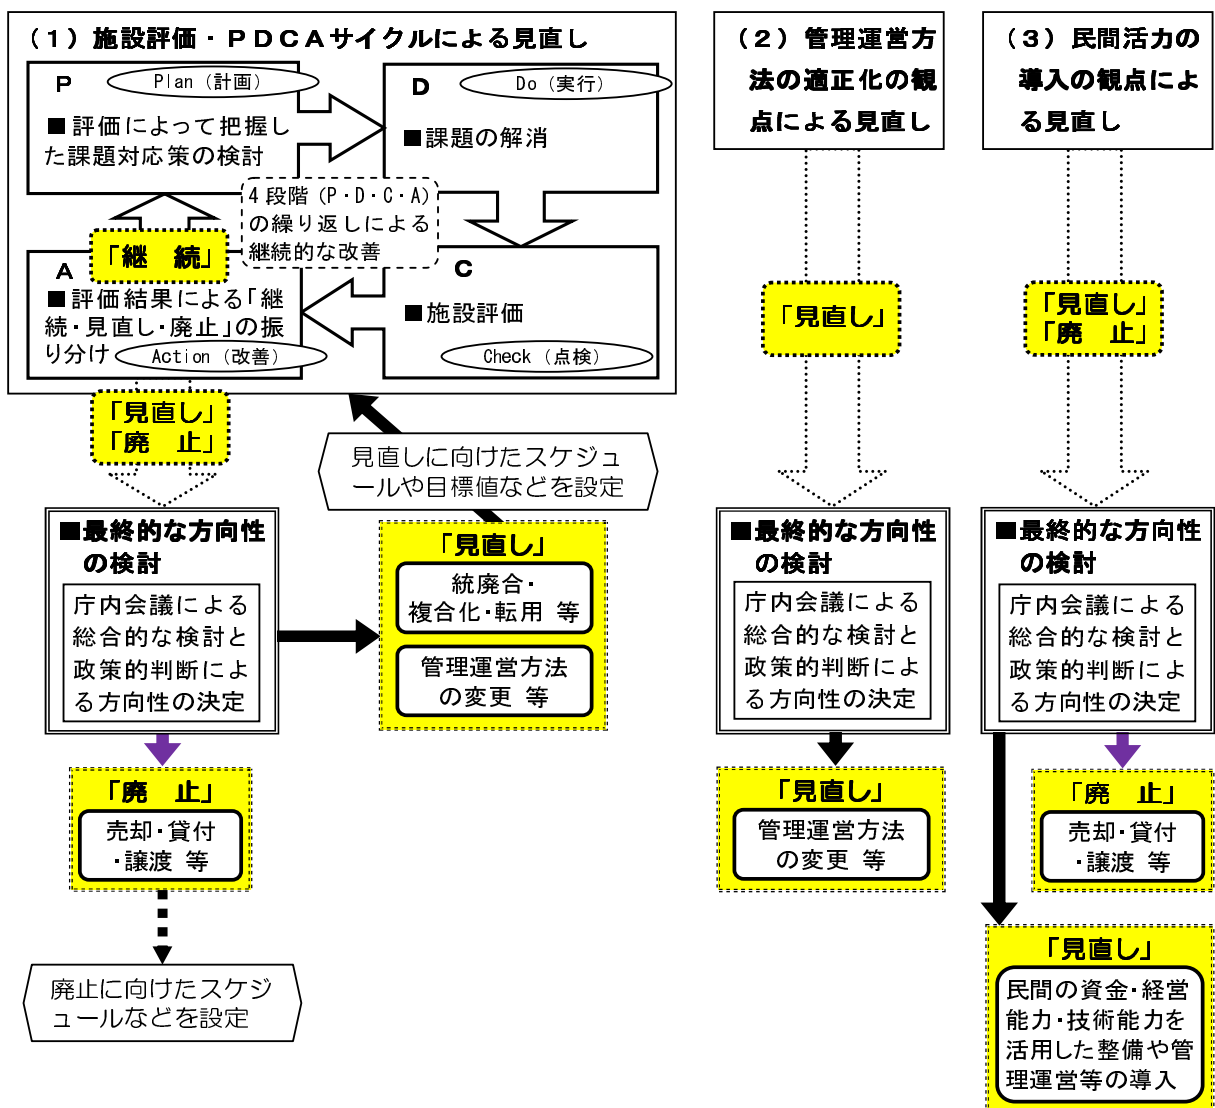 （１）施設評価・ＰＤＣＡサイクルによる見直し
P
Plan（計画）
■評価によって把握し
た課題対応策の検討
D
Do（実行）
■課題の解消
4段階（P・D・C・A）
の繰り返しによる
継続的な改善
「継　続」
A
■評価結果による「継
続・見直し・廃止」の振
り分け
Action（改善）
C
■施設評価
Check（点検）
「見直し」
「廃　止」
見直しに向けたスケジュ
ールや目標値などを設定
■最終的な方向性
の検討
庁内会議による
総合的な検討と
政策的判断によ
る方向性の決定
「見直し」
統廃合・
複合化・転用 等
管理運営方法
の変更 等
「廃　止」
売却・貸付
・譲渡 等
廃止に向けたスケジ
ュールなどを設定
（２）管理運営方
法の適正化の観
点による見直し
「見直し」
■最終的な方向性
の検討
庁内会議による
総合的な検討と
政策的判断によ
る方向性の決定
「見直し」
管理運営方法
の変更 等
（３）民間活力の
導入の観点によ
る見直し
「見直し」
「廃　止」
■最終的な方向性
の検討
庁内会議による
総合的な検討と
政策的判断によ
る方向性の決定
「廃　止」
売却・貸付
・譲渡 等
「見直し」
民間の資金・経営
能力・技術能力を
活用した整備や管
理運営等の導入